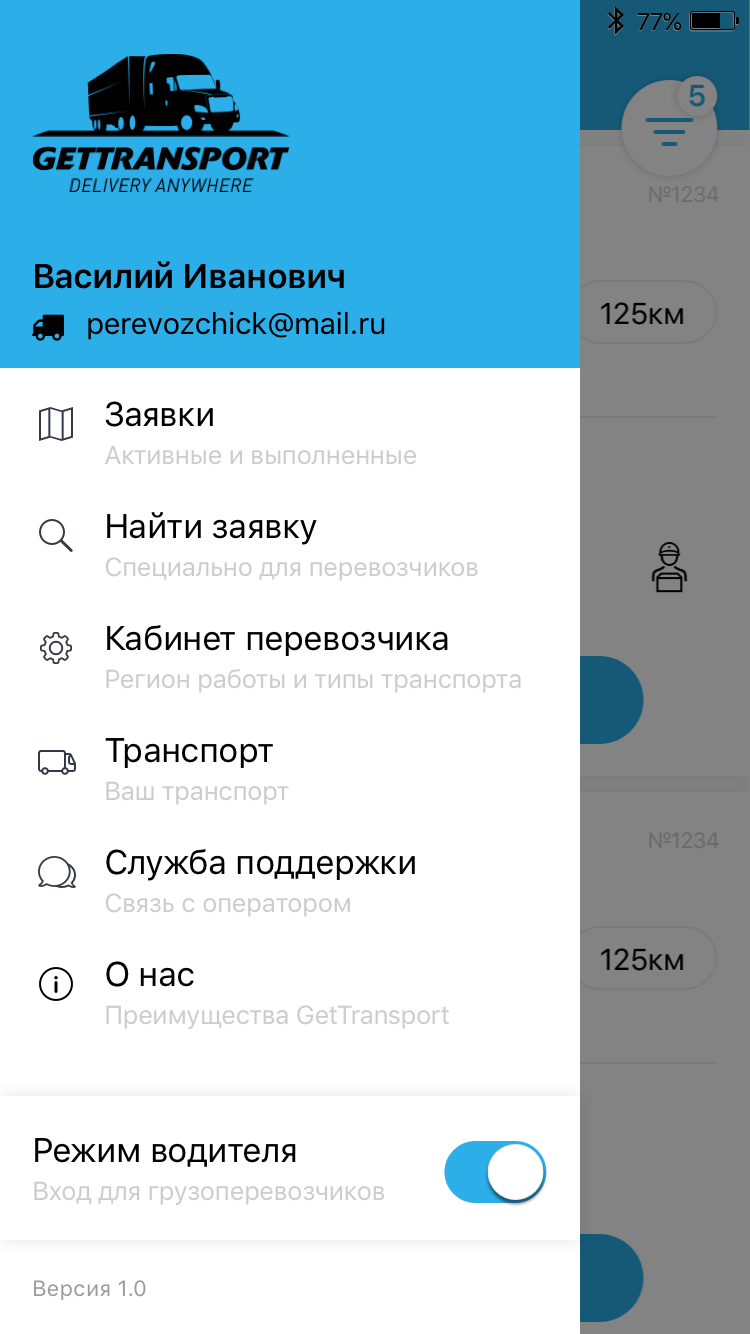 77%
5
GETTRANSPORT
DELIVERY ANYWHERE
№1234
Василий Иванович
perevozchick@mail.ru
125км
Заявки
Активные и выполненные
Найти заявку
Специально для перевозчиков
Кабинет перевозчика
Регион работы и типы транспорта
Транспорт
Ваш транспорт
№1234
Служба поддержки
Связь с оператором
125км
О нас
Преимущества GetTransport
Режим водителя
Вход для грузоперевозчиков
Версия 1.0